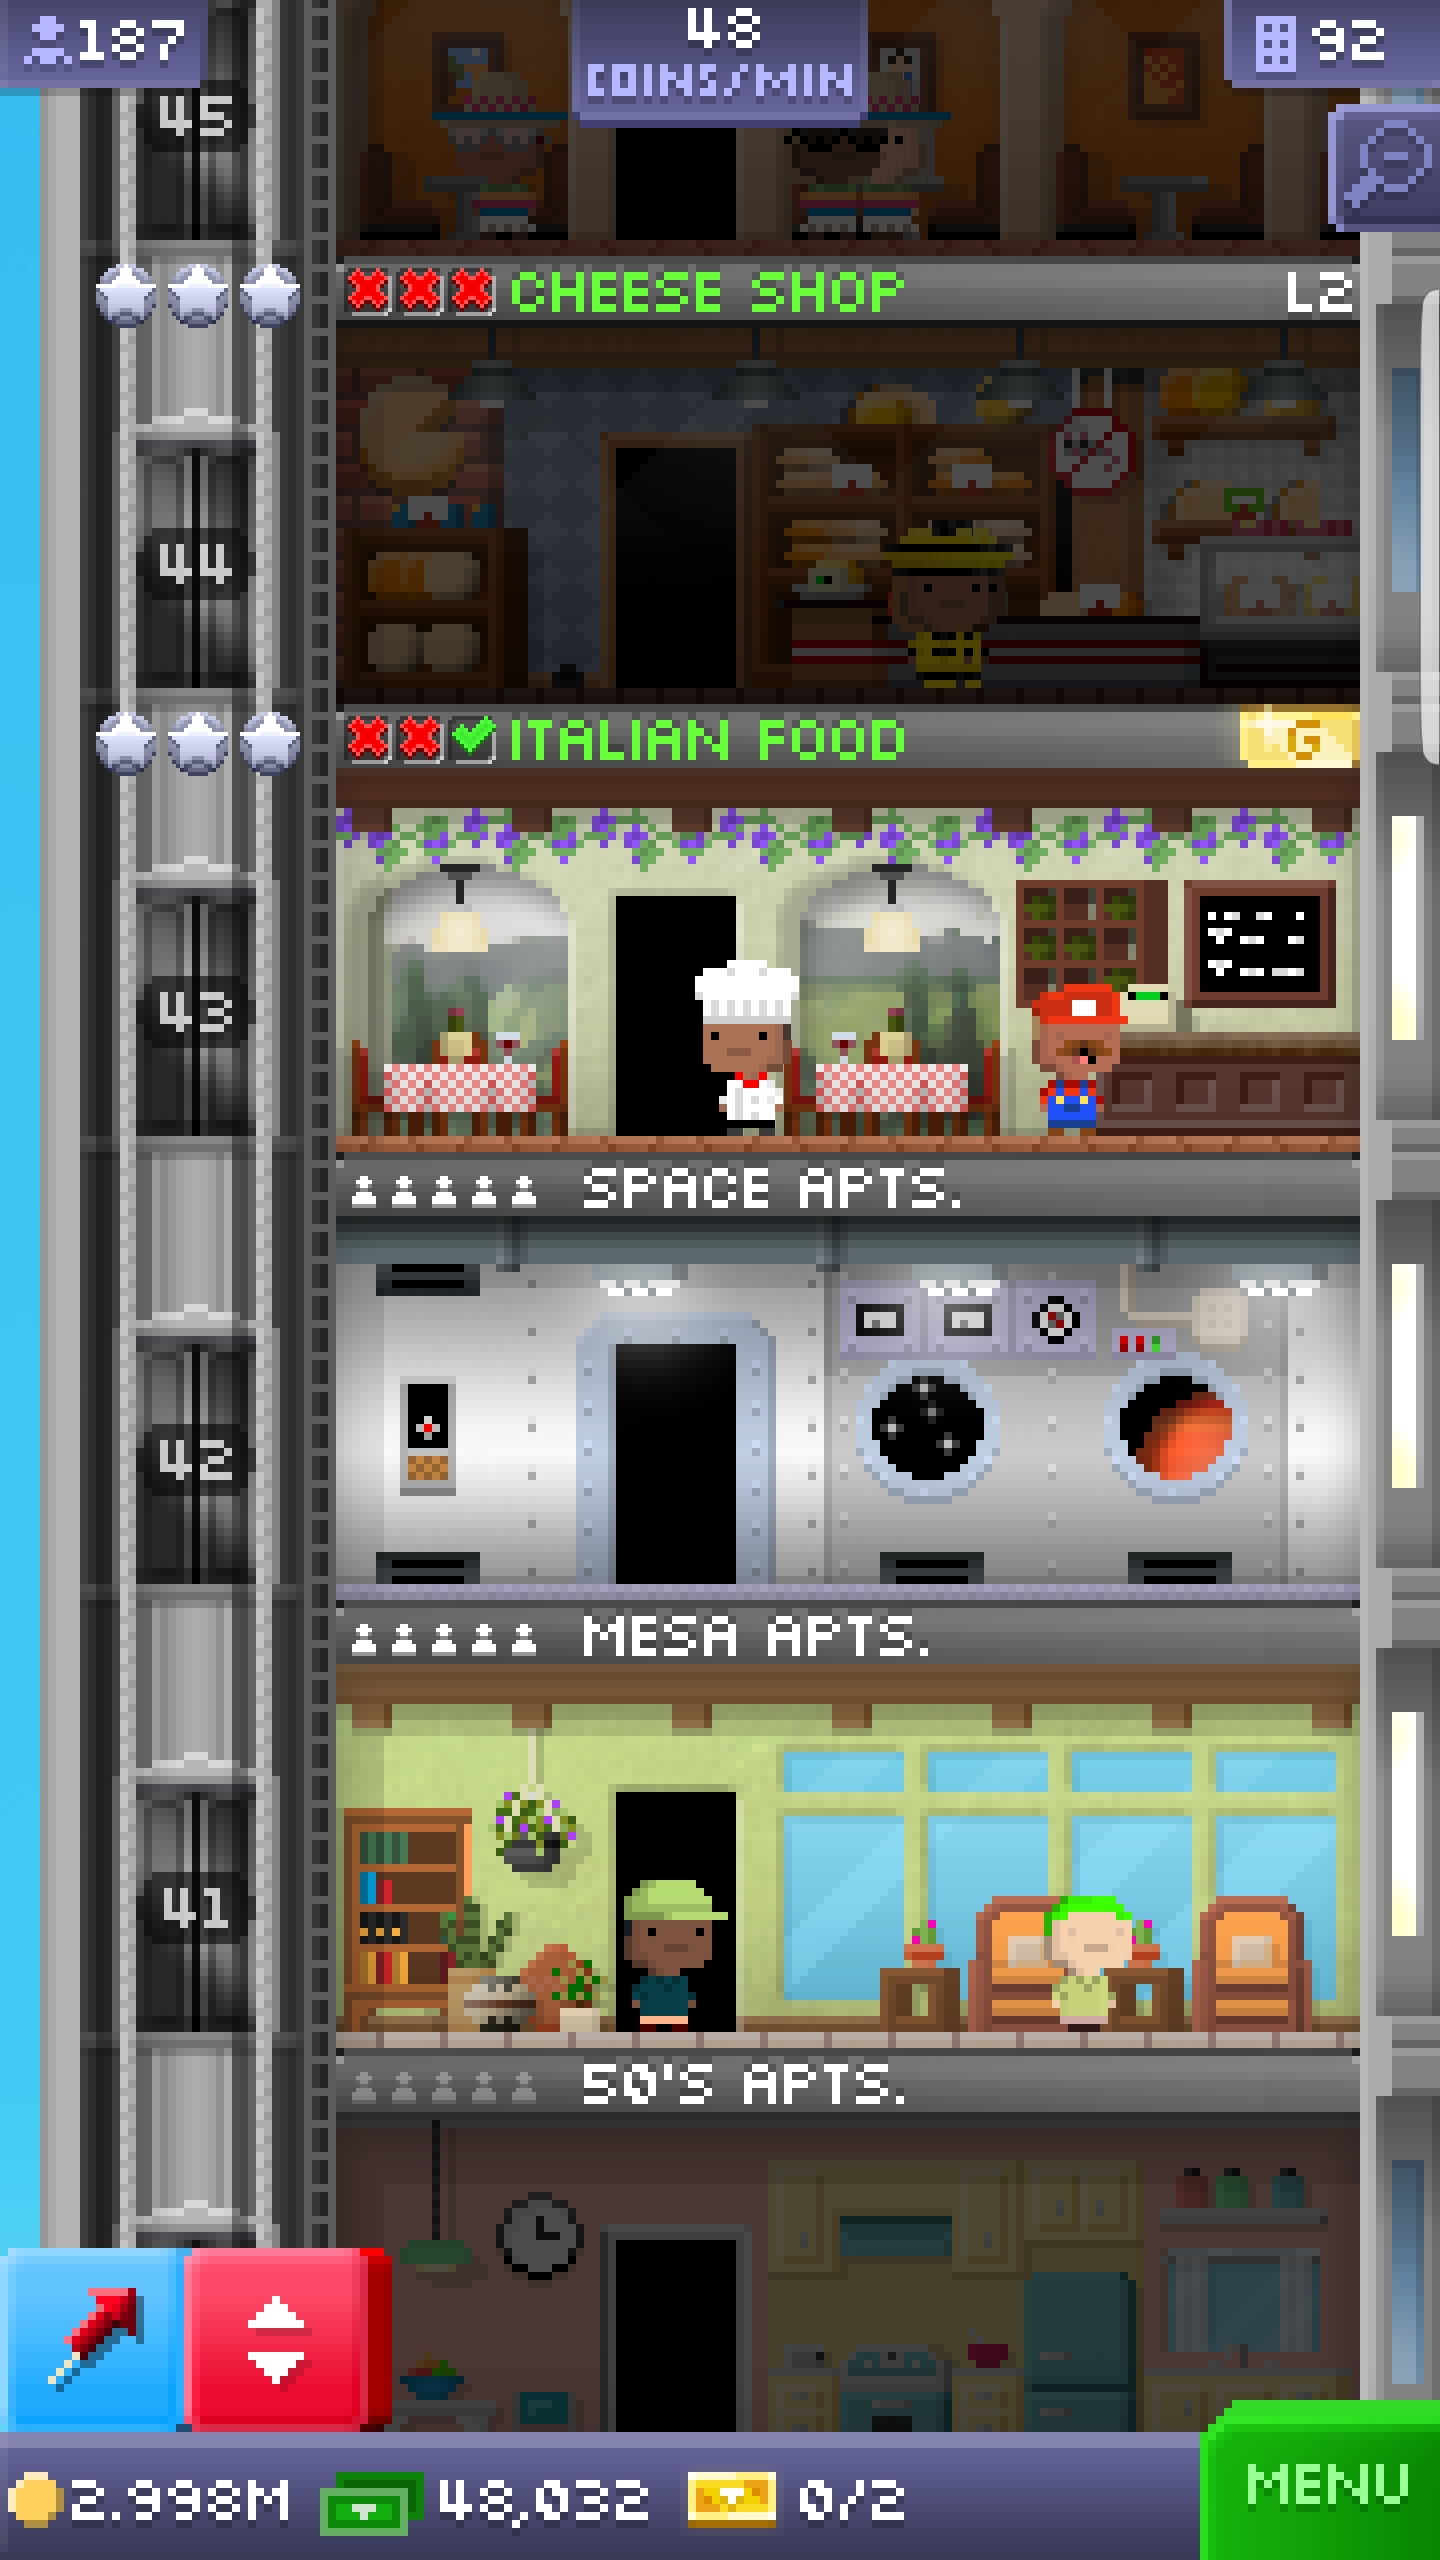 187
48
COINS/MIN
92
45
CHEESE SHOP
L2
44
ITALIAN FOOD
G
43
SPACE APTS.
42
MESA APTS.
41
50'S APTS.
2.998M
48,032
0/2
MENU